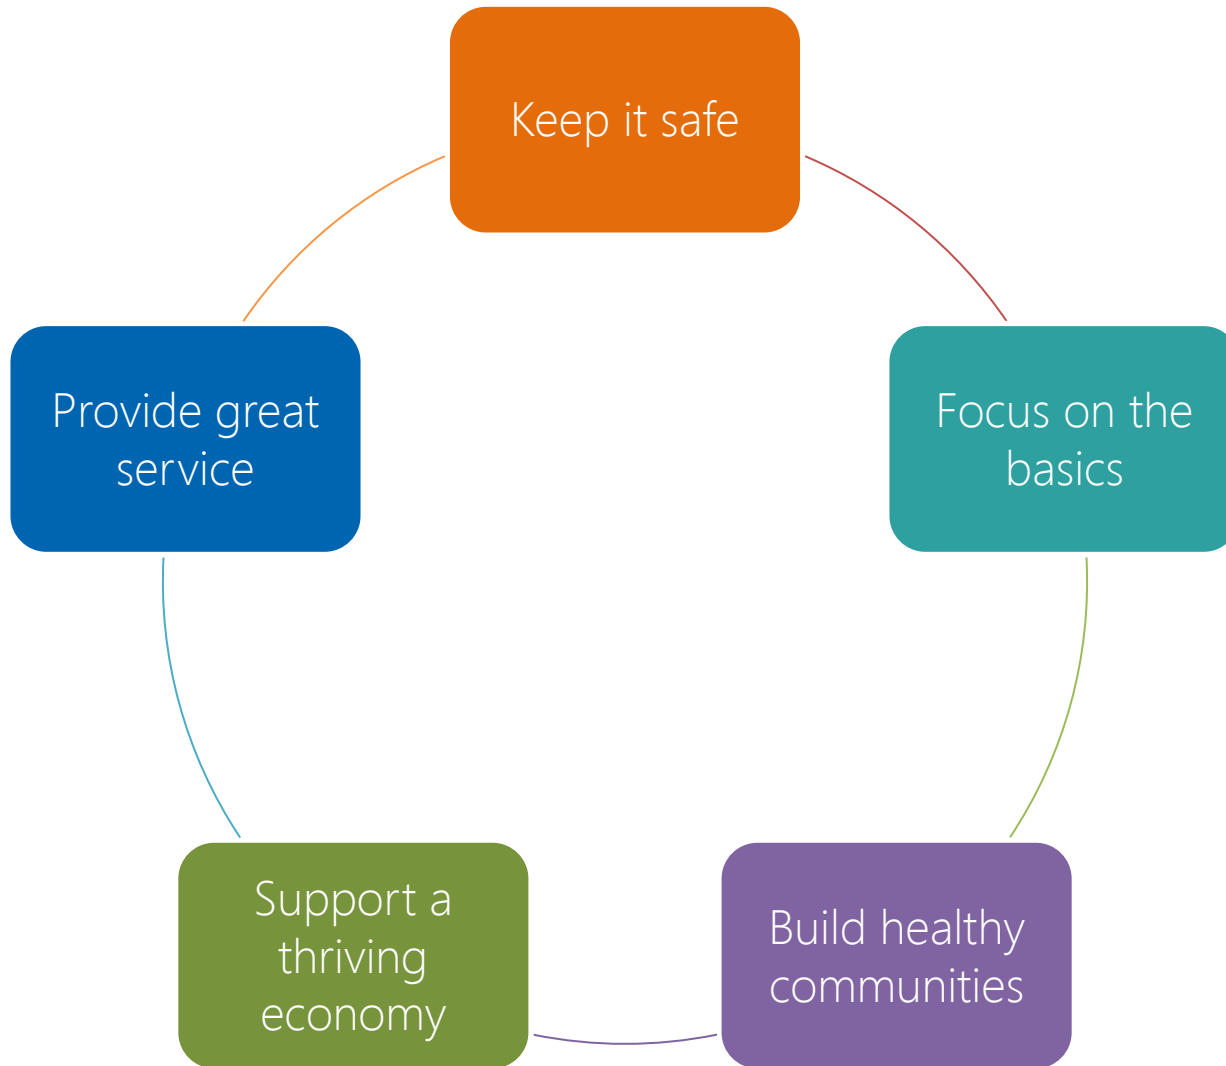 Keep it safe
Focus on the
basics
Build healthy
communities
Support a
thriving
economy
Provide great
service